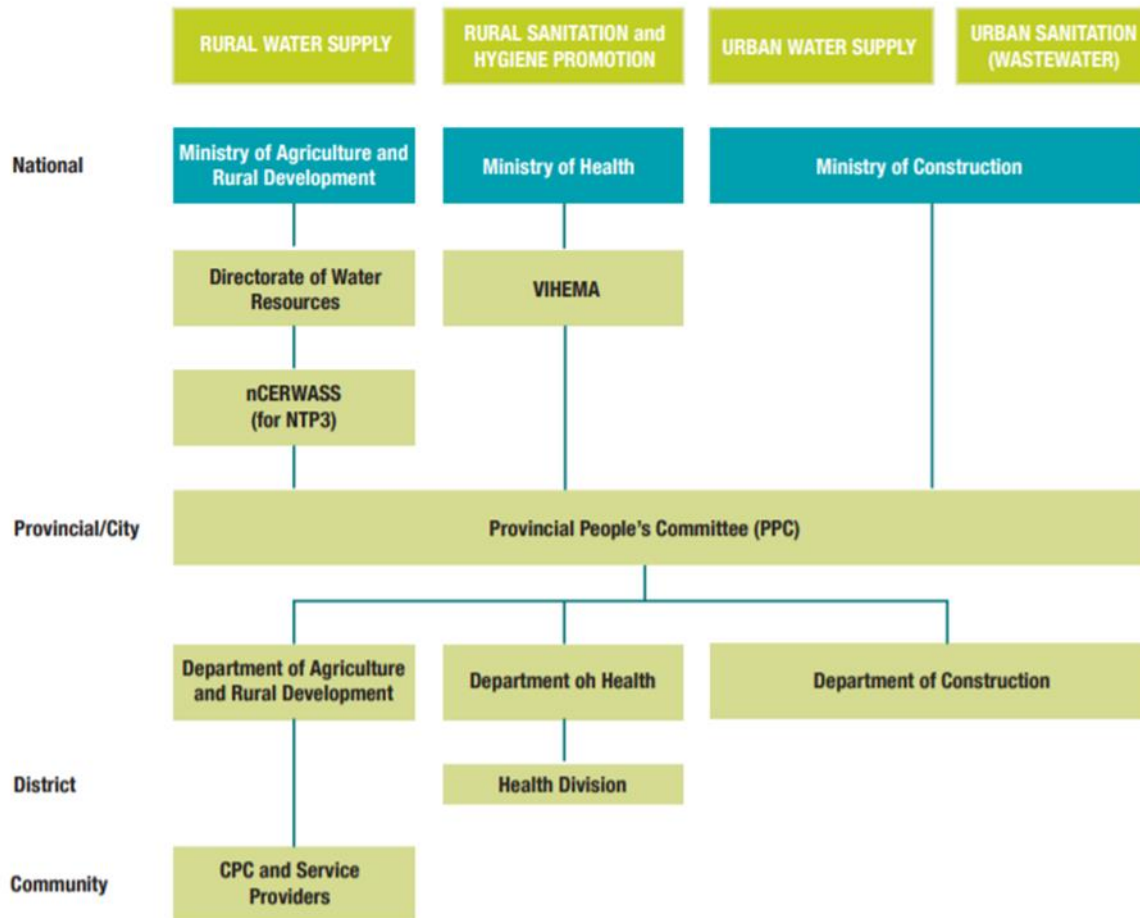 RURAL WATER SUPPLY
RURAL SANITATION and
HYGIENE PROMOTION
URBAN WATER SUPPLY
URBAN SANITATION
(WASTEWATER)
National
Ministry of Agriculture and
Rural Development
Ministry of Health
Ministry of Construction
Directorate of Water
Resources
VIHEMA
nCERWASS
(for NTP3)
Provincial/City
Provincial People's Committee (PPC)
Department of Agriculture
and Rural Development
Department oh Health
Department of Construction
District
Health Division
Community
CPC and Service
Providers